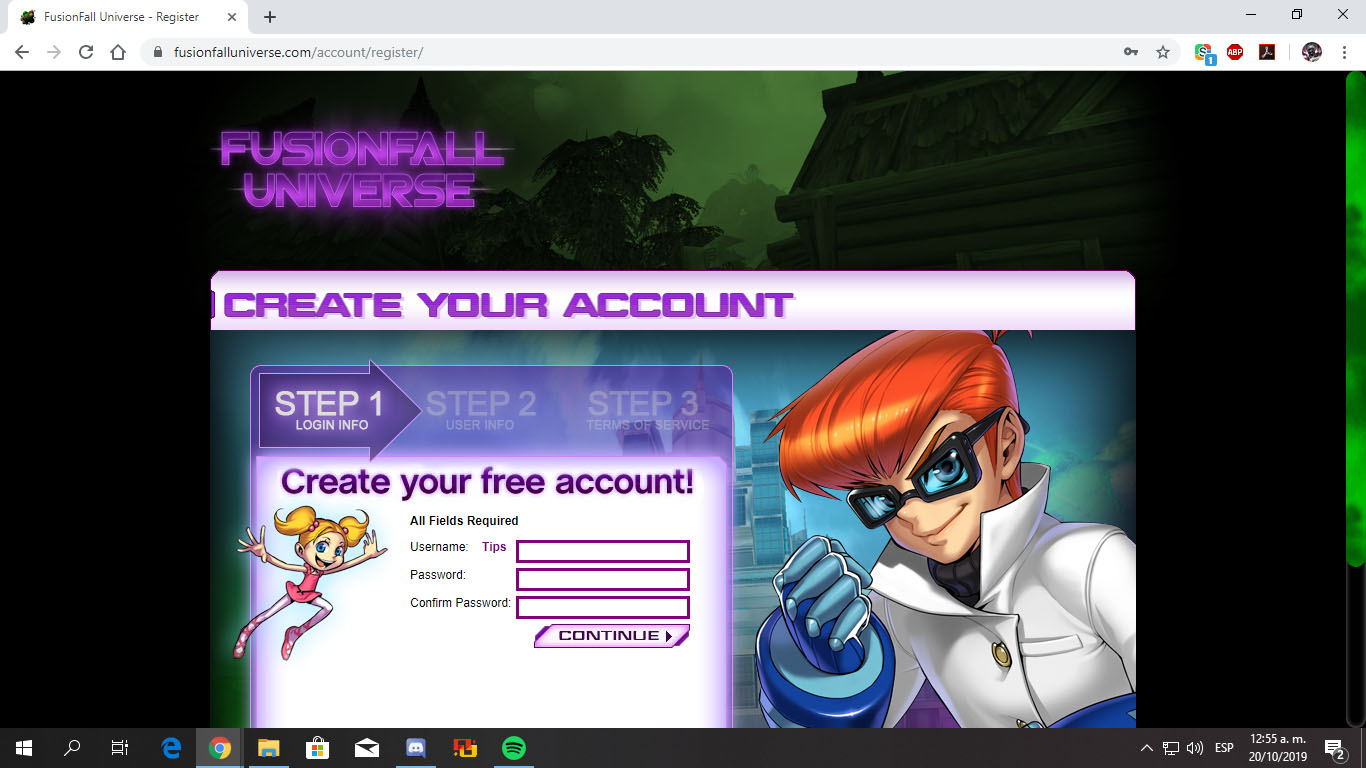 FusionFall Universe - Register
fusionfalluniverse.com/account/register/
ABP
1
FUSIONFALL
UNIVERSE
CREATE YOUR ACCOUNT
STEP 1
LOGIN INFO
STEP 2
USER INFO
STEP 3
TERMS OF SERVICE
Create your free account!
All Fields Required
Username: Tips
Password:
Confirm Password:
CONTINUE
ESP
12:55 a. m.
20/10/2019
2